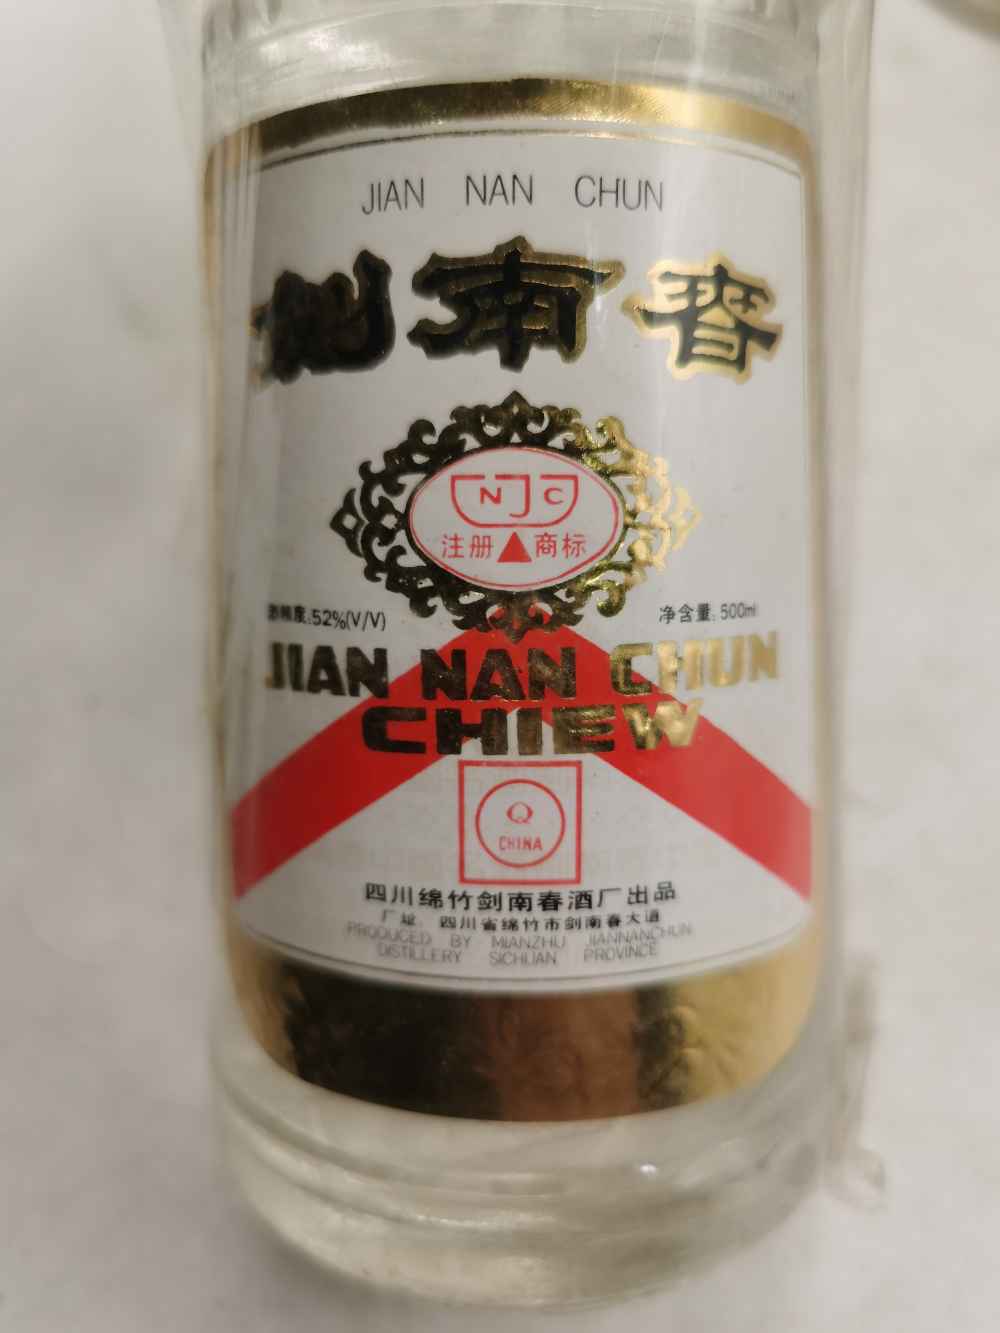 JIAN NAN CHUN
剑南春
NJC
注册 商标
酒精度:52%(V/V)
净含量:500ml
JIAN NAN CHUN
CHIEW
Q
CHINA
四川绵竹剑南春酒厂出品
厂址:四川省绵竹市剑南春大道
PRODUCED BY MIANZHU JIANNANCHUN
DISTILLERY SICHUAN PROVINCE